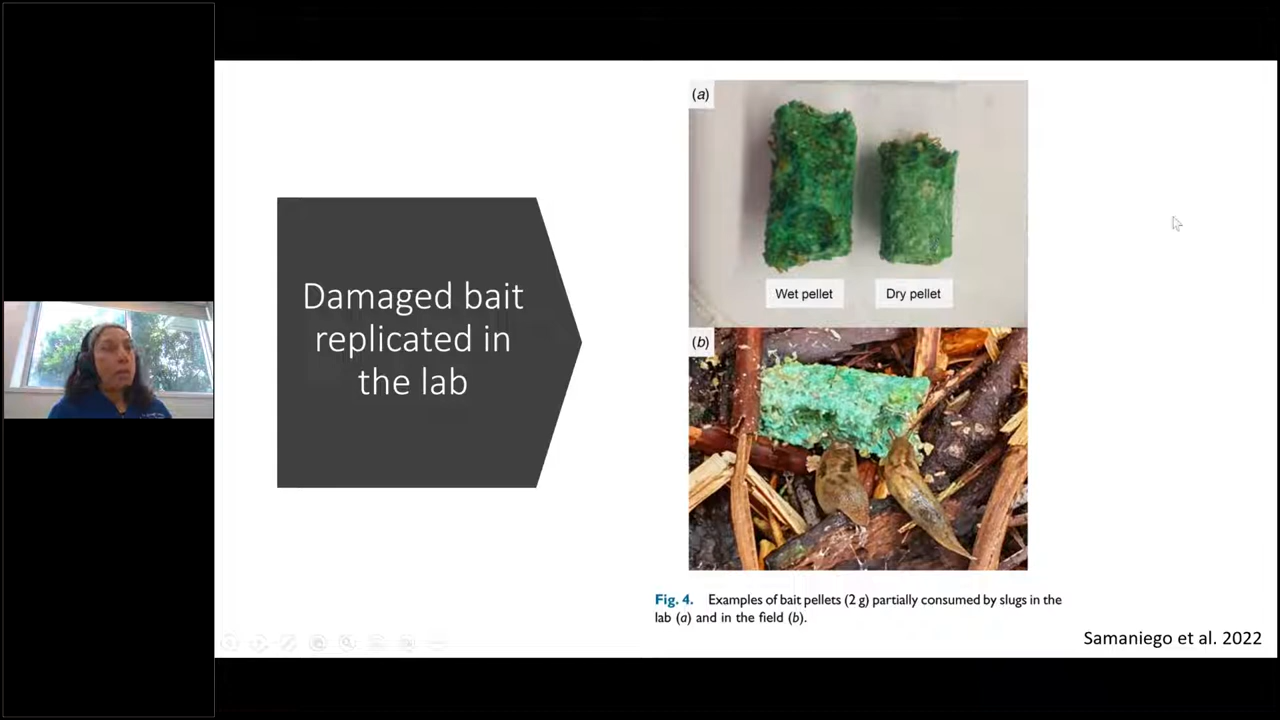 Damaged bait
replicated in
the lab
(a)
Wet pellet
Dry pellet
(b)
Fig. 4. Examples of bait pellets (2 g) partially consumed by slugs in the
lab (a) and in the field (b).
Samaniego et al. 2022